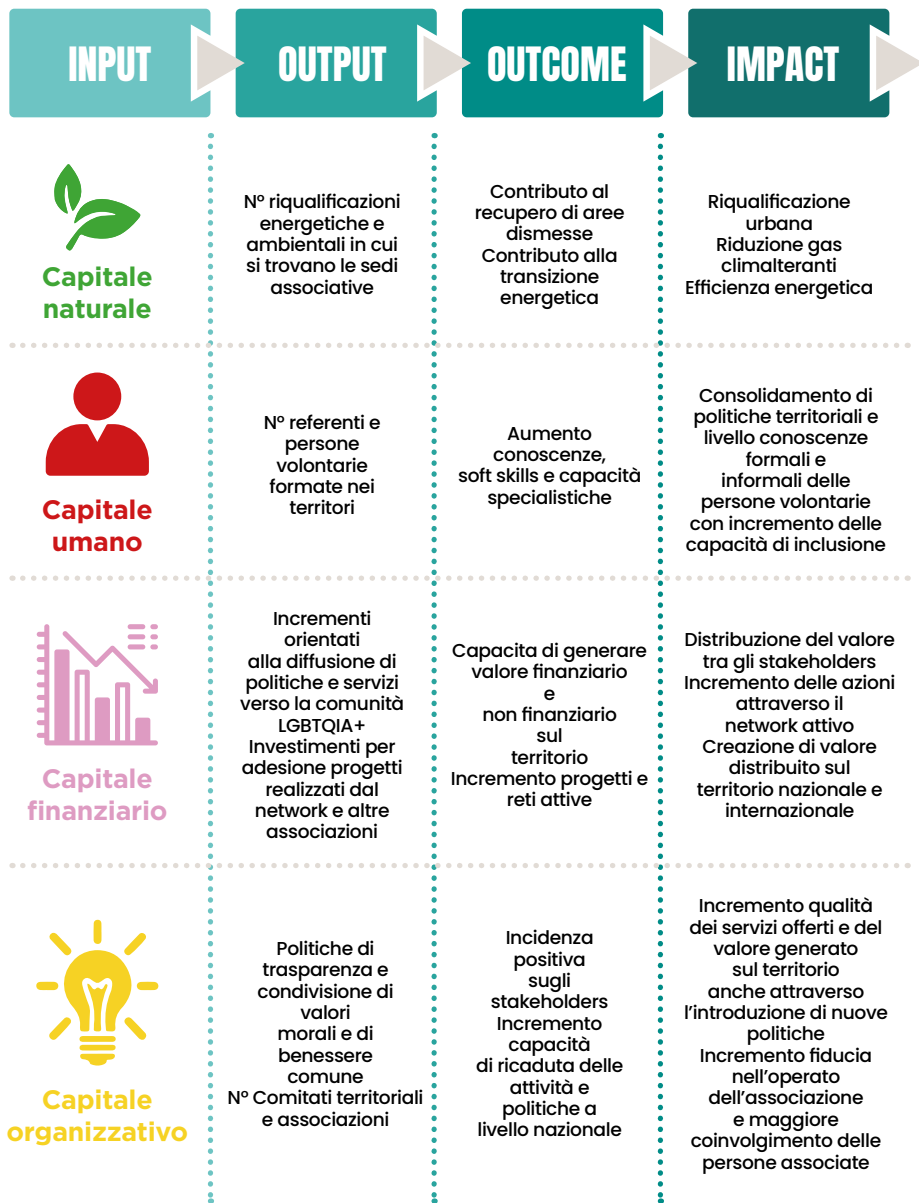 INPUT
OUTPUT
OUTCOME
IMPACT
Capitale
naturale
N° riqualificazioni
energetiche e
ambientali in cui
si trovano le sedi
associative
Contributo al
recupero di aree
dismesse
Contributo alla
transizione
energetica
Riqualificazione
urbana
Riduzione gas
climalteranti
Efficienza energetica
Capitale
umano
N° referenti e
persone
volontarie
formate nei
territori
Aumento
conoscenze,
soft skills e capacità
specialistiche
Consolidamento di
politiche territoriali e
livello conoscenze
formali e
informali delle
persone volontarie
con incremento delle
capacità di inclusione
Capitale
finanziario
Incrementi
orientati
alla diffusione di
politiche e servizi
verso la comunità
LGBTQIA+
Investimenti per
adesione progetti
realizzati dal
network e altre
associazioni
Capacita di generare
valore finanziario
e
non finanziario
sul
territorio
Incremento progetti e
reti attive
Distribuzione del valore
tra gli stakeholders
Incremento delle azioni
attraverso il
network attivo
Creazione di valore
distribuito sul
territorio nazionale e
internazionale
Capitale
organizzativo
Politiche di
trasparenza e
condivisione di
valori
morali e di
benessere
comune
N° Comitati territoriali
e associazioni
Incidenza
positiva
sugli
stakeholders
Incremento
capacità
di ricaduta delle
attività e
politiche a
livello nazionale
Incremento qualità
dei servizi offerti e del
valore generato
sul territorio
anche attraverso
l'introduzione di nuove
politiche
Incremento fiducia
nell'operato
dell'associazione
e maggiore
coinvolgimento delle
persone associate